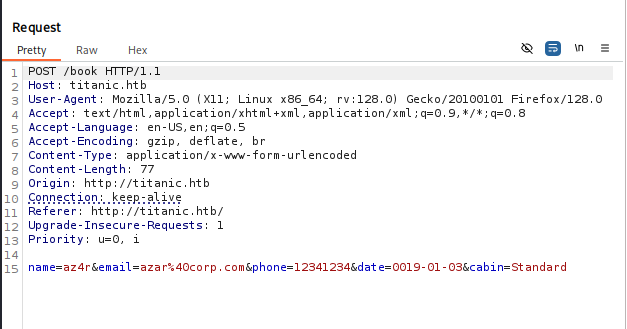 Request
Pretty Raw Hex \n
1 POST /book HTTP/1.1
2 Host: titanic.htb
3 User-Agent: Mozilla/5.0 (X11; Linux x86_64; rv:128.0) Gecko/20100101 Firefox/128.0
4 Accept: text/html,application/xhtml+xml,application/xml;q=0.9,*/*;q=0.8
5 Accept-Language: en-US,en;q=0.5
6 Accept-Encoding: gzip, deflate, br
7 Content-Type: application/x-www-form-urlencoded
8 Content-Length: 77
9 Origin: http://titanic.htb
10 Connection: keep-alive
11 Referer: http://titanic.htb/
12 Upgrade-Insecure-Requests: 1
13 Priority: u=0, i
14
15 name=az4r&email=azar%40corp.com&phone=12341234&date=0019-01-03&cabin=Standard